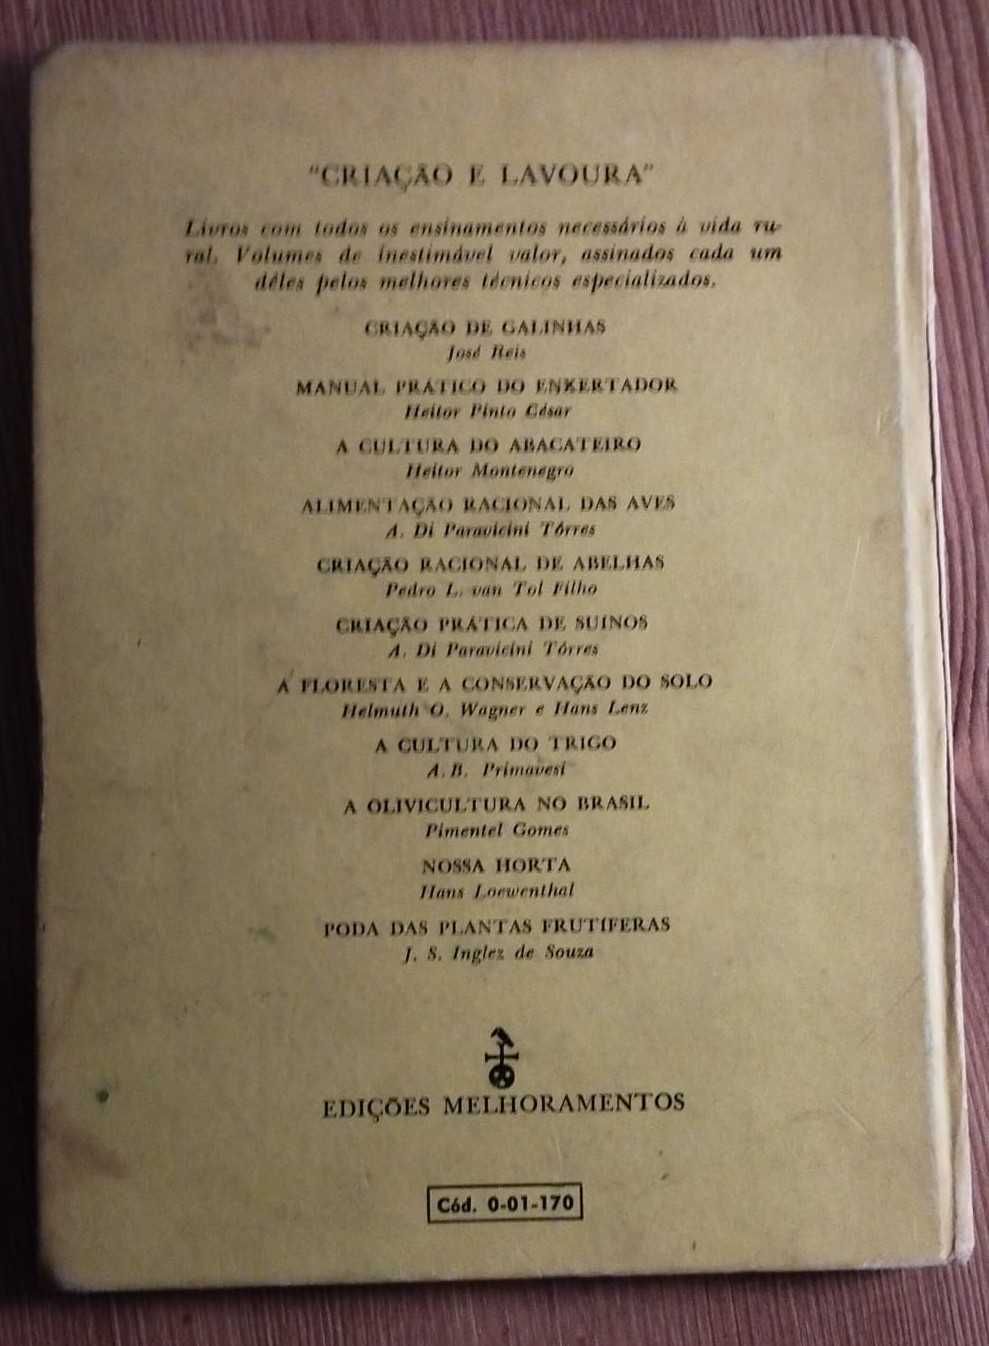 "CRIAÇÃO E LAVOURA"
Livros com todos os ensinamentos necessários à vida ru-
ral. Volumes de inestimável valor, assinados cada um
dêles pelos melhores técnicos especializados.
CRIAÇÃO DE GALINHAS
José Reis
MANUAL PRÁTICO DO ENXERTADOR
Heitor Pinto César
A CULTURA DO ABACATEIRO
Heitor Montenegro
ALIMENTAÇÃO RACIONAL DAS AVES
A. Di Paravicini Tôrres
CRIAÇÃO RACIONAL DE ABELHAS
Pedro L. van Tol Filho
CRIAÇÃO PRÁTICA DE SUÍNOS
A. Di Paravicini Tôrres
A FLORESTA E A CONSERVAÇÃO DO SOLO
Helmuth O. Wagner e Hans Lenz
A CULTURA DO TRIGO
A. B. Primavesi
A OLIVICULTURA NO BRASIL
Pimentel Gomes
NOSSA HORTA
Hans Loewenthal
PODA DAS PLANTAS FRUTÍFERAS
J. S. Inglez de Souza
EDIÇÕES MELHORAMENTOS
Cód. 0-01-170